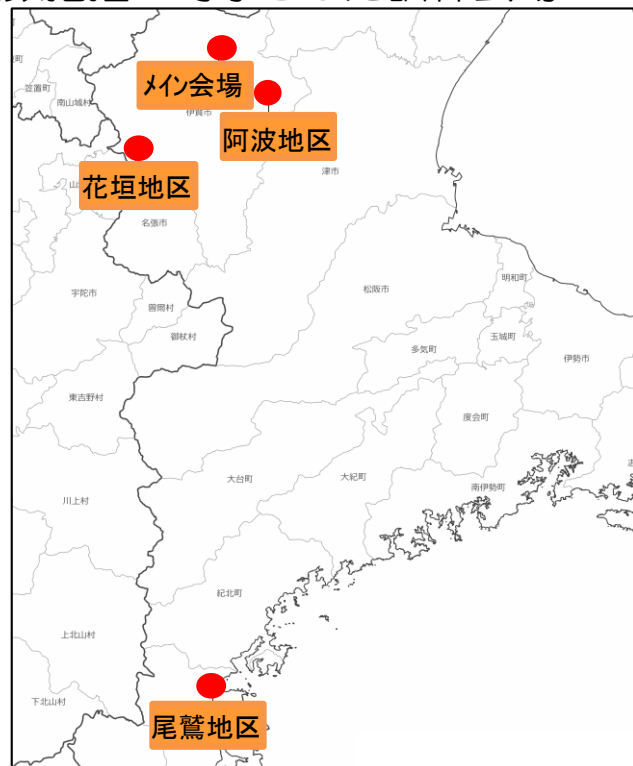 メイン会場
笠置町
南山城村
伊賀市
阿波地区
花垣地区
津市
名張市
宇陀市
曽爾村
御杖村
松阪市
明和町
玉城町
多気町
伊勢市
東吉野村
度会町
大台町
大紀町
南伊勢町
川上村
紀北町
上北山村
下北山村
尾鷲地区